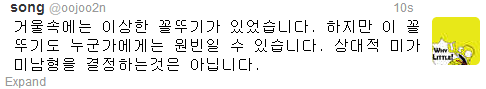 song @oojoo2n 10s
거울속에는 이상한 꼴뚜기가 있었습니다. 하지만 이 꼴
뚜기도 누군가에게는 원빈일 수 있습니다. 상대적 미가
미남형을 결정하는것은 아닙니다.
Expand
WHY
LITTLE!